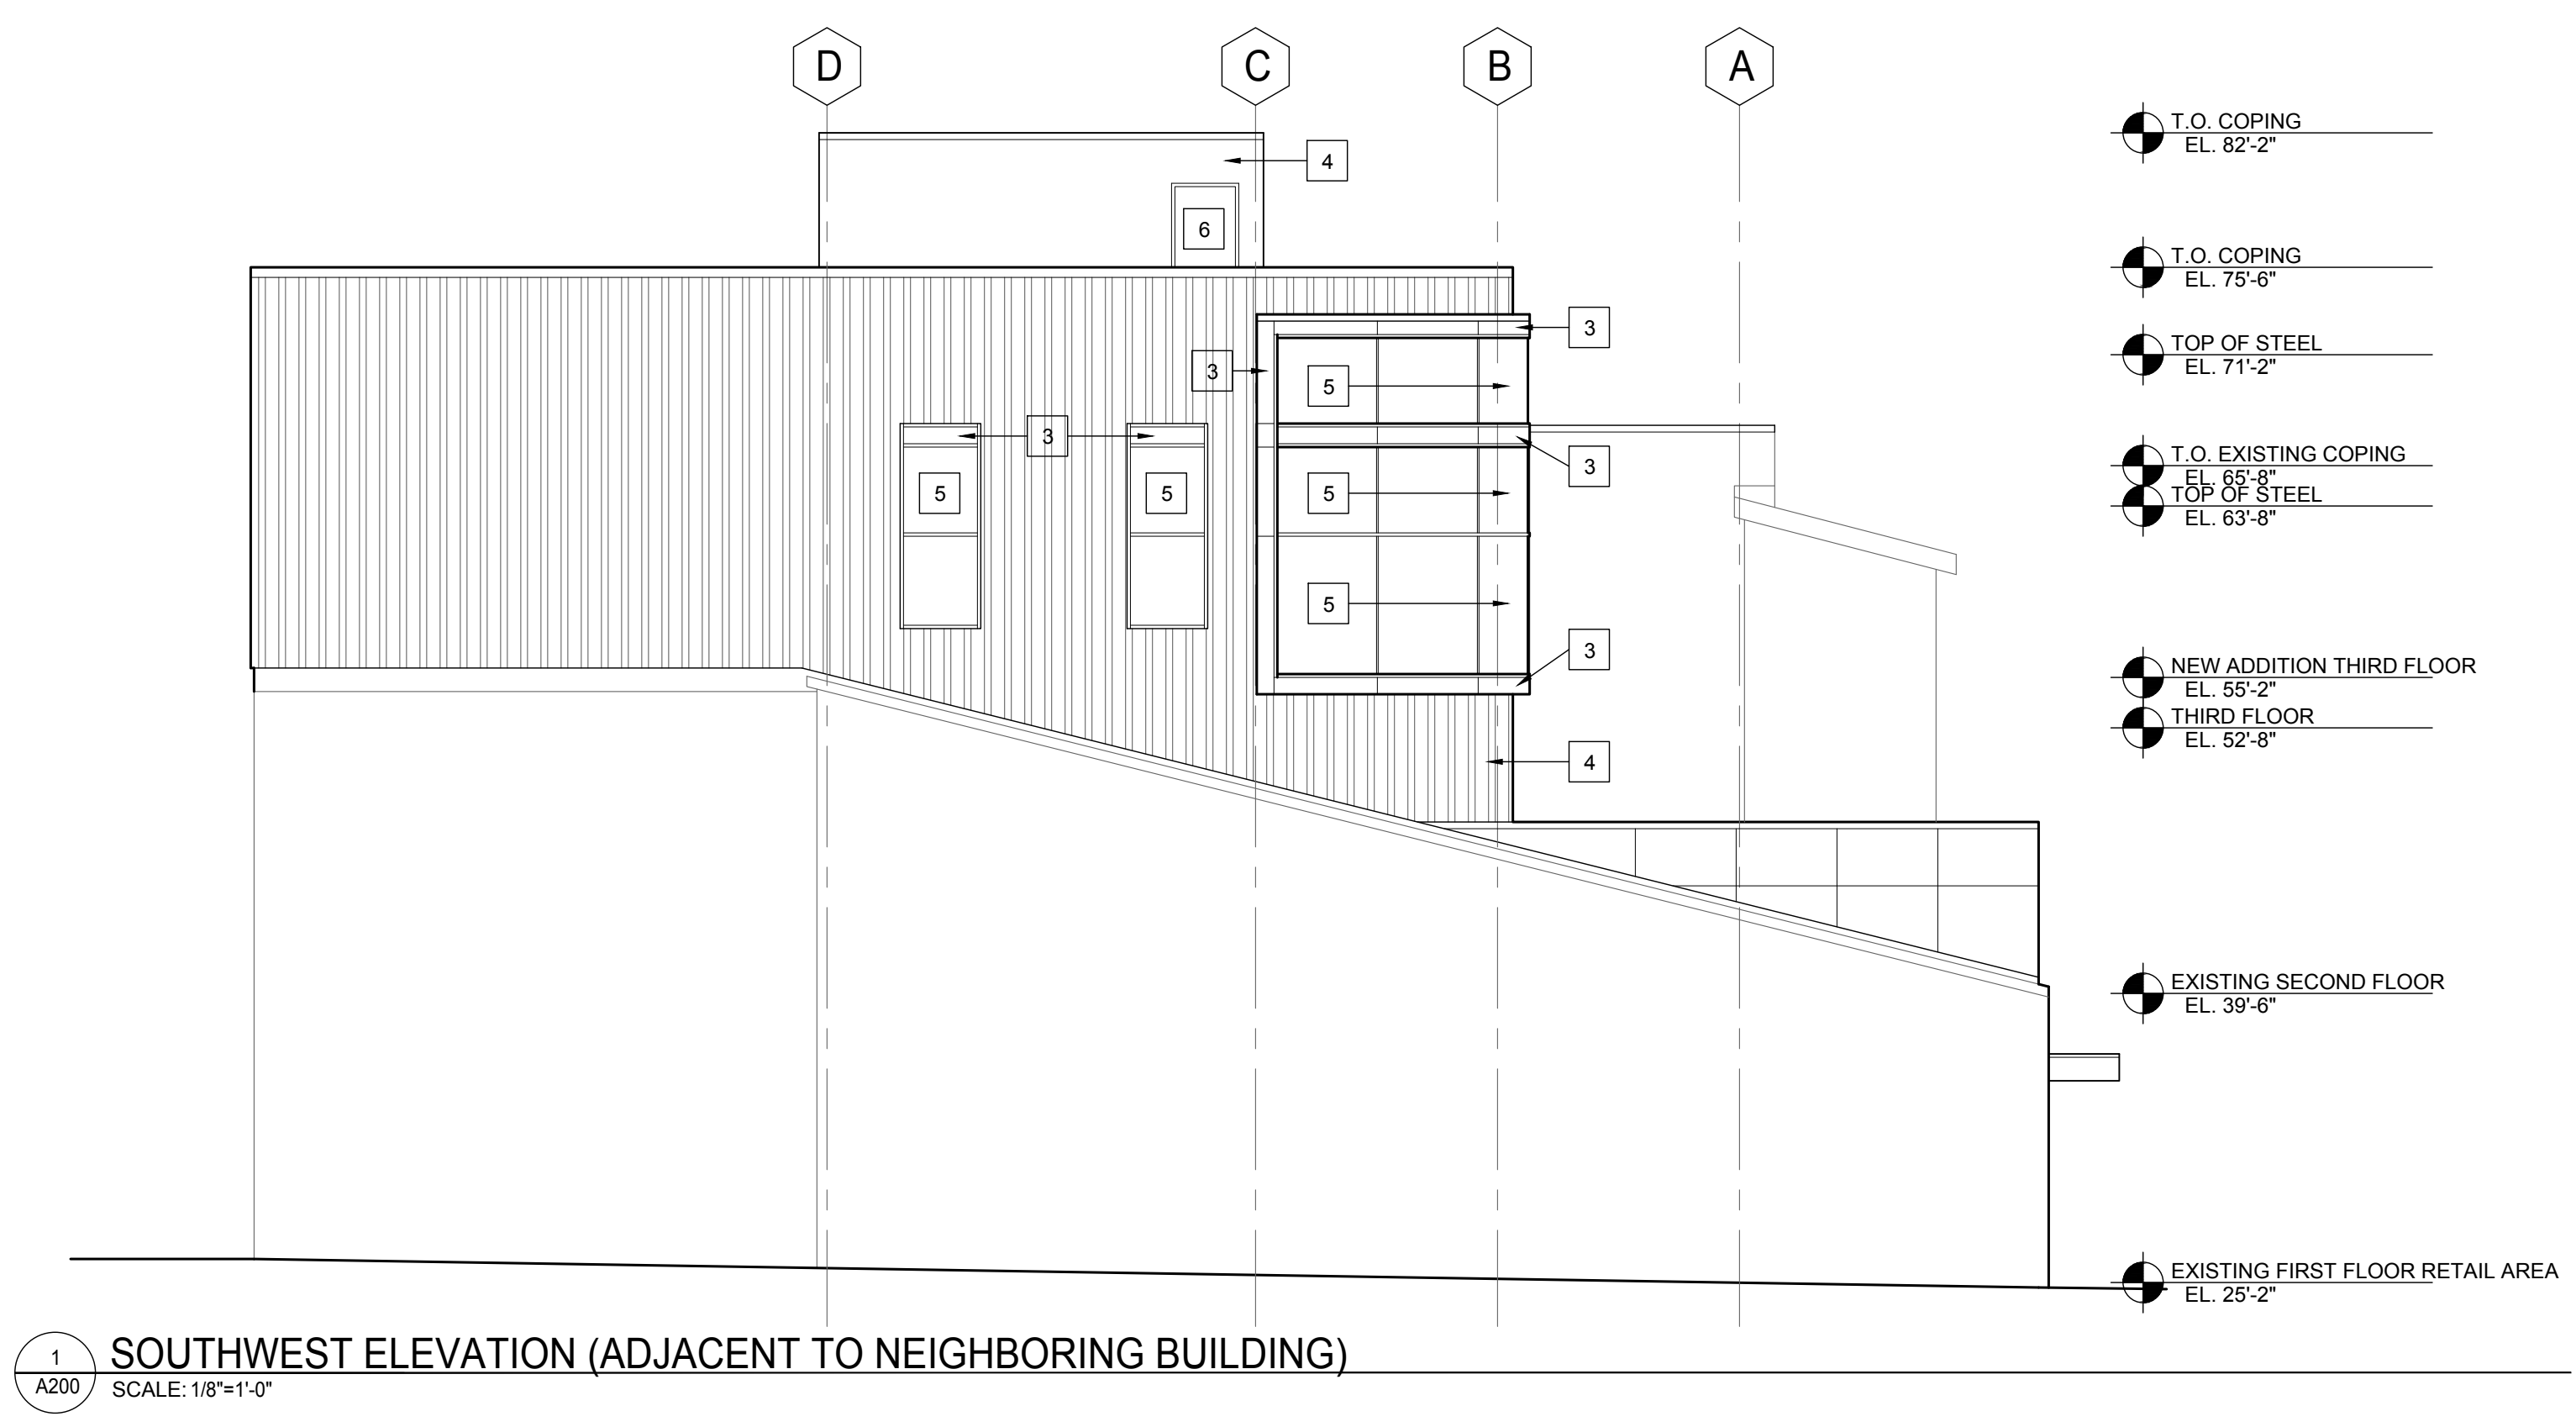 D
C
B
A
T.O. COPING
EL. 82'-2"
4
6
T.O. COPING
EL. 75'-6"
3
TOP OF STEEL
EL. 71'-2"
3
5
3
T.O. EXISTING COPING
EL. 65'-8"
3
5
5
5
TOP OF STEEL
EL. 63'-8"
5
3
NEW ADDITION THIRD FLOOR
EL. 55'-2"
THIRD FLOOR
EL. 52'-8"
4
EXISTING SECOND FLOOR
EL. 39'-6"
EXISTING FIRST FLOOR RETAIL AREA
EL. 25'-2"
1
A200
SOUTHWEST ELEVATION (ADJACENT TO NEIGHBORING BUILDING)
SCALE: 1/8"=1'-0"